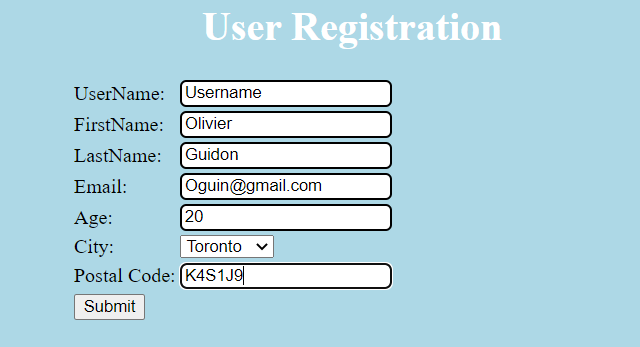 User Registration
UserName: Username
FirstName: Olivier
LastName: Guidon
Email: Oguin@gmail.com
Age: 20
City: Toronto
Postal Code: K4S1J9
Submit